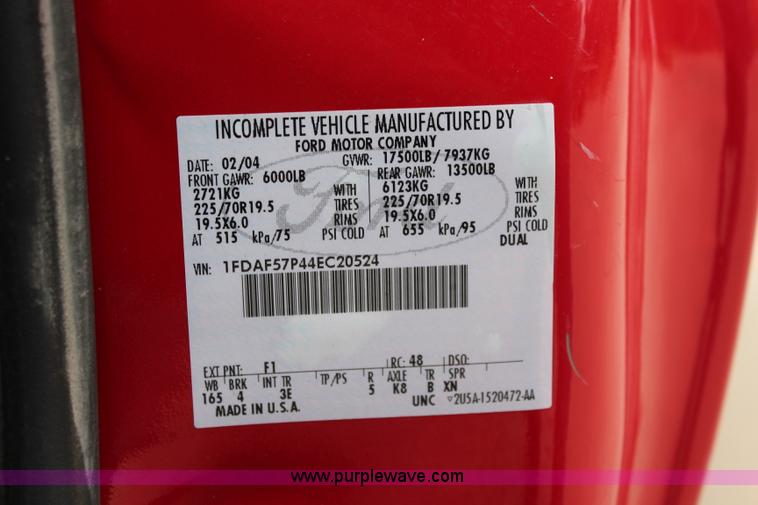 INCOMPLETE VEHICLE MANUFACTURED BY
FORD MOTOR COMPANY
DATE: 02/04 GVWR: 17500LB/ 7937KG
FRONT GAWR: 6000LB REAR GAWR: 13500LB
2721KG WITH 6123KG WITH
225/70R19.5 TIRES 225/70R19.5 TIRES
19.5X6.0 RIMS 19.5X6.0 RIMS
AT 515 kPa/75 PSI COLD AT 655 kPa/95 PSI COLD
DUAL
Ford
VIN: 1FDAF57P44EC20524
EXT PNT: F1 RC: 48 DSO:
WB BRK INT TR TP/PS R AXLE TR SPR
165 4 3E 5 K8 B XN
MADE IN U.S.A. UNC ▽2U5A-1520472-AA
www.purplewave.com